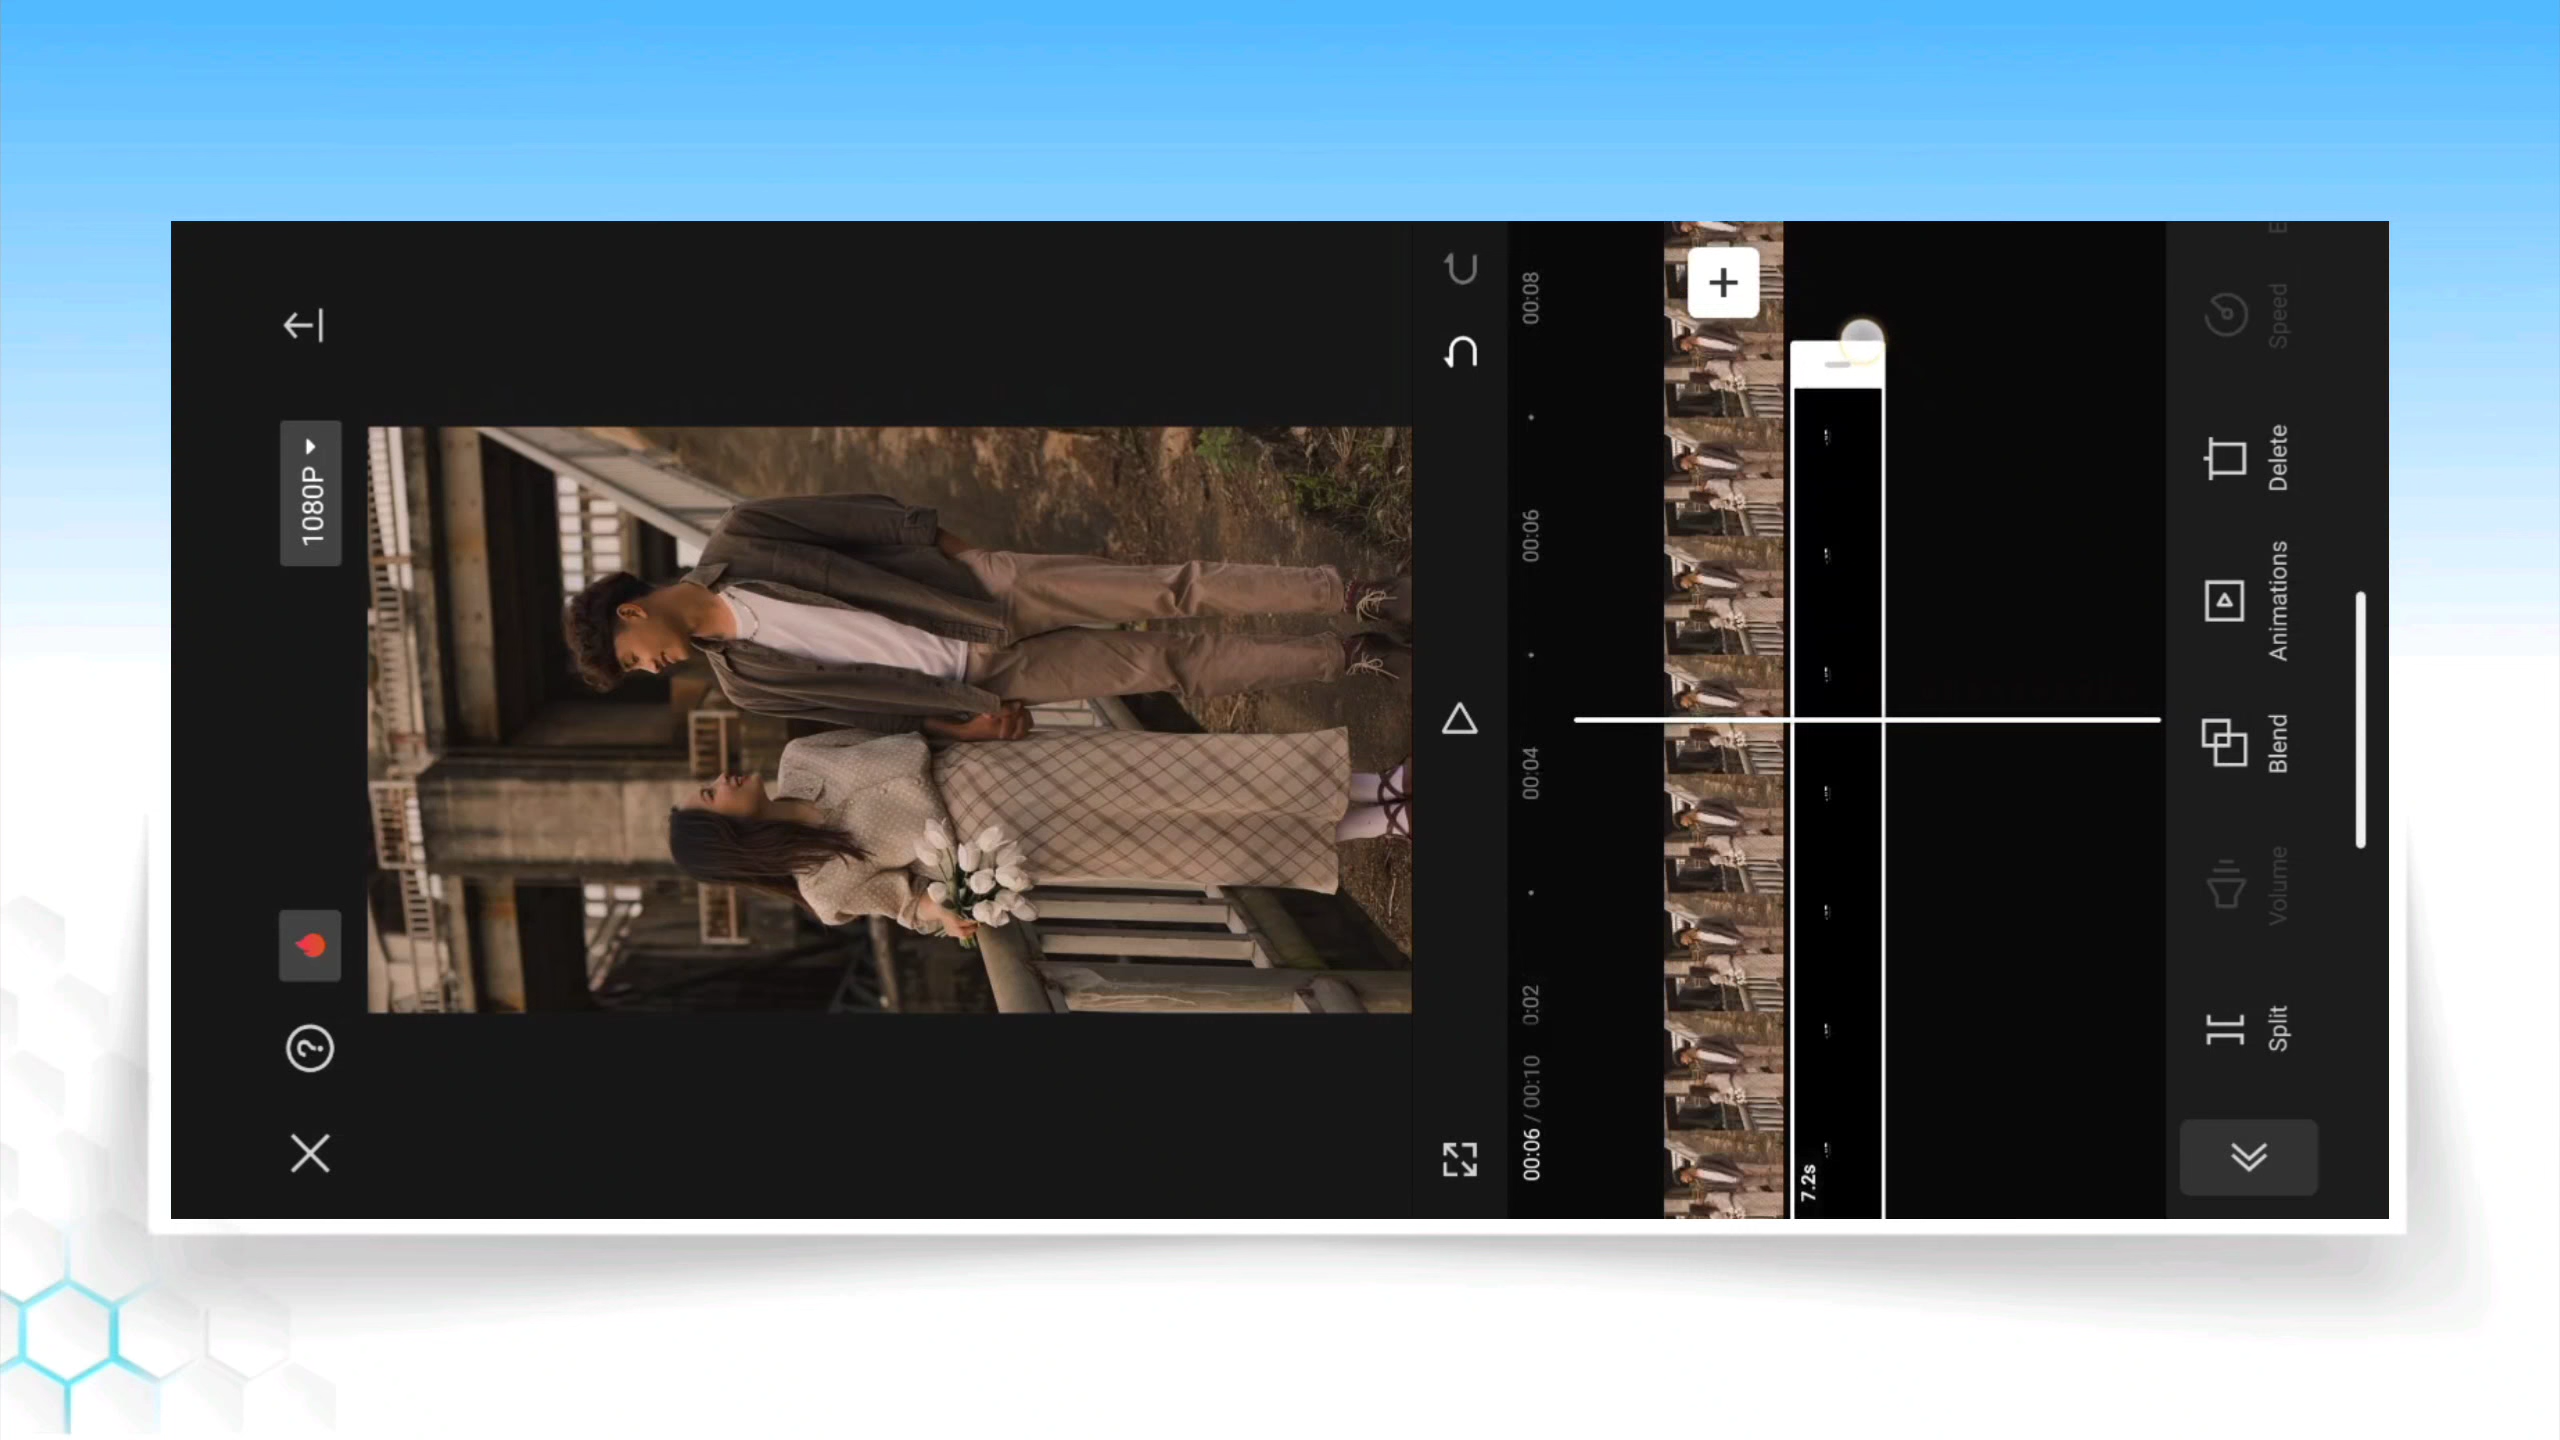 1080P
?
00:06 / 00:10
0:02
00:04
00:06
00:08
7.2s
Split
Volume
Blend
Animations
Delete
Speed